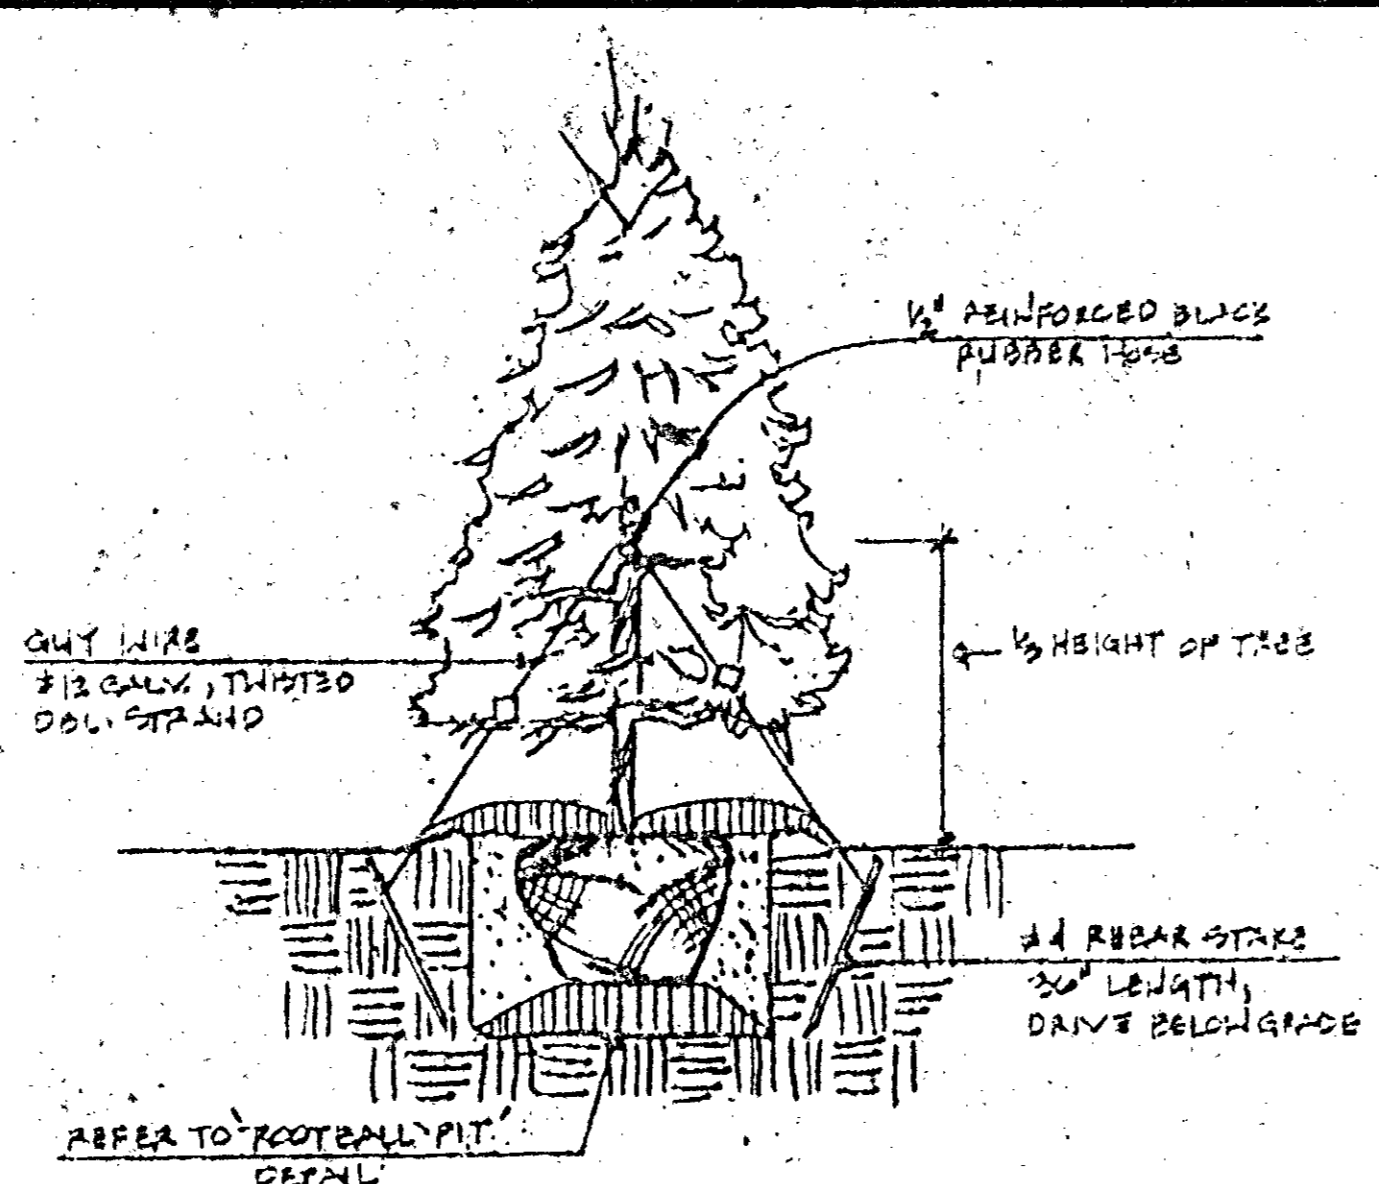 1/2" REINFORCED BLACK
RUBBER HOSE
1/3 HEIGHT OF TREE
GUY WIRE
#12 GALV., TWISTED
DBL. STRAND
#4 REBAR STAKE
36" LENGTH,
DRIVE BELOW GRADE
REFER TO 'ROOTBALL PIT'
DETAIL